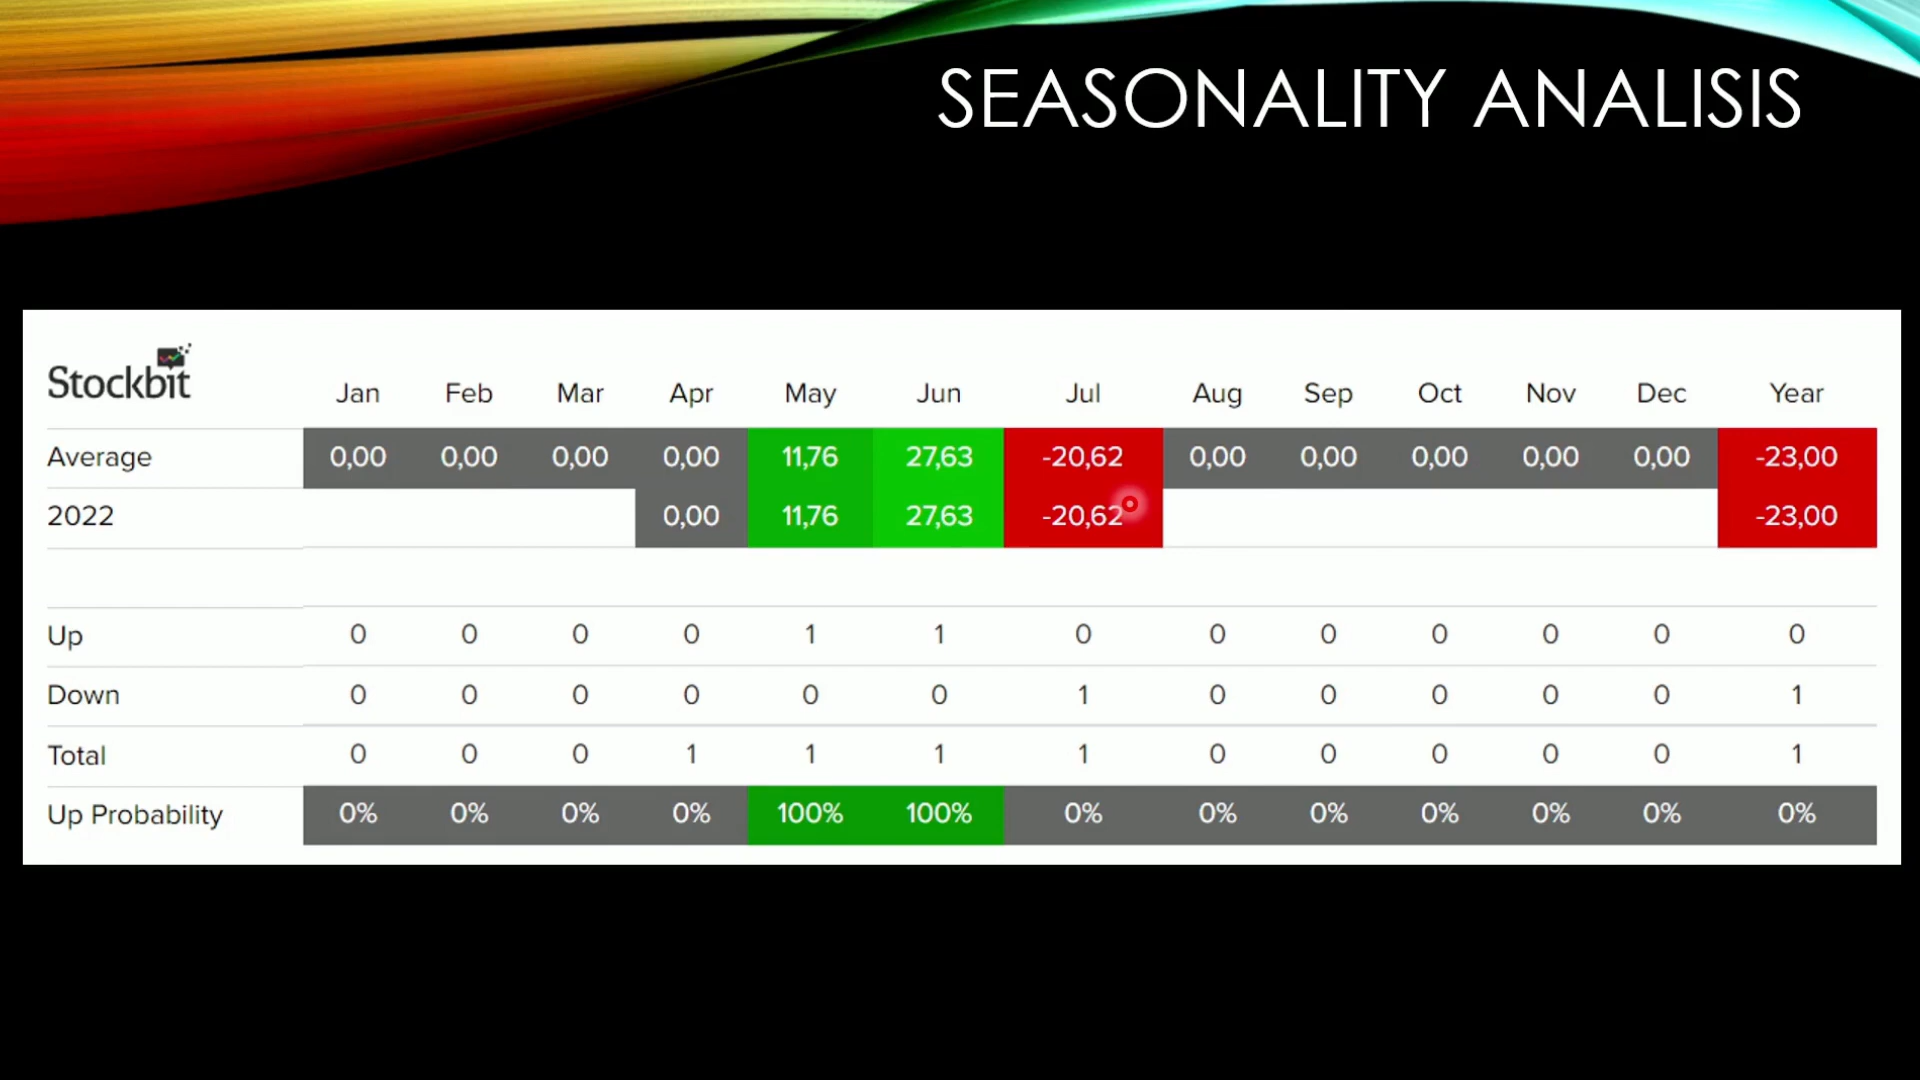 SEASONALITY ANALISIS
Stockbit Jan Feb Mar Apr May Jun Jul Aug Sep Oct Nov Dec Year
Average 0,00 0,00 0,00 0,00 11,76 27,63 -20,62 0,00 0,00 0,00 0,00 0,00 -23,00
2022 0,00 11,76 27,63 -20,62 -23,00
Up 0 0 0 0 1 1 0 0 0 0 0 0 0
Down 0 0 0 0 0 0 1 0 0 0 0 0 1
Total 0 0 0 1 1 1 1 0 0 0 0 0 1
Up Probability 0% 0% 0% 0% 100% 100% 0% 0% 0% 0% 0% 0% 0%